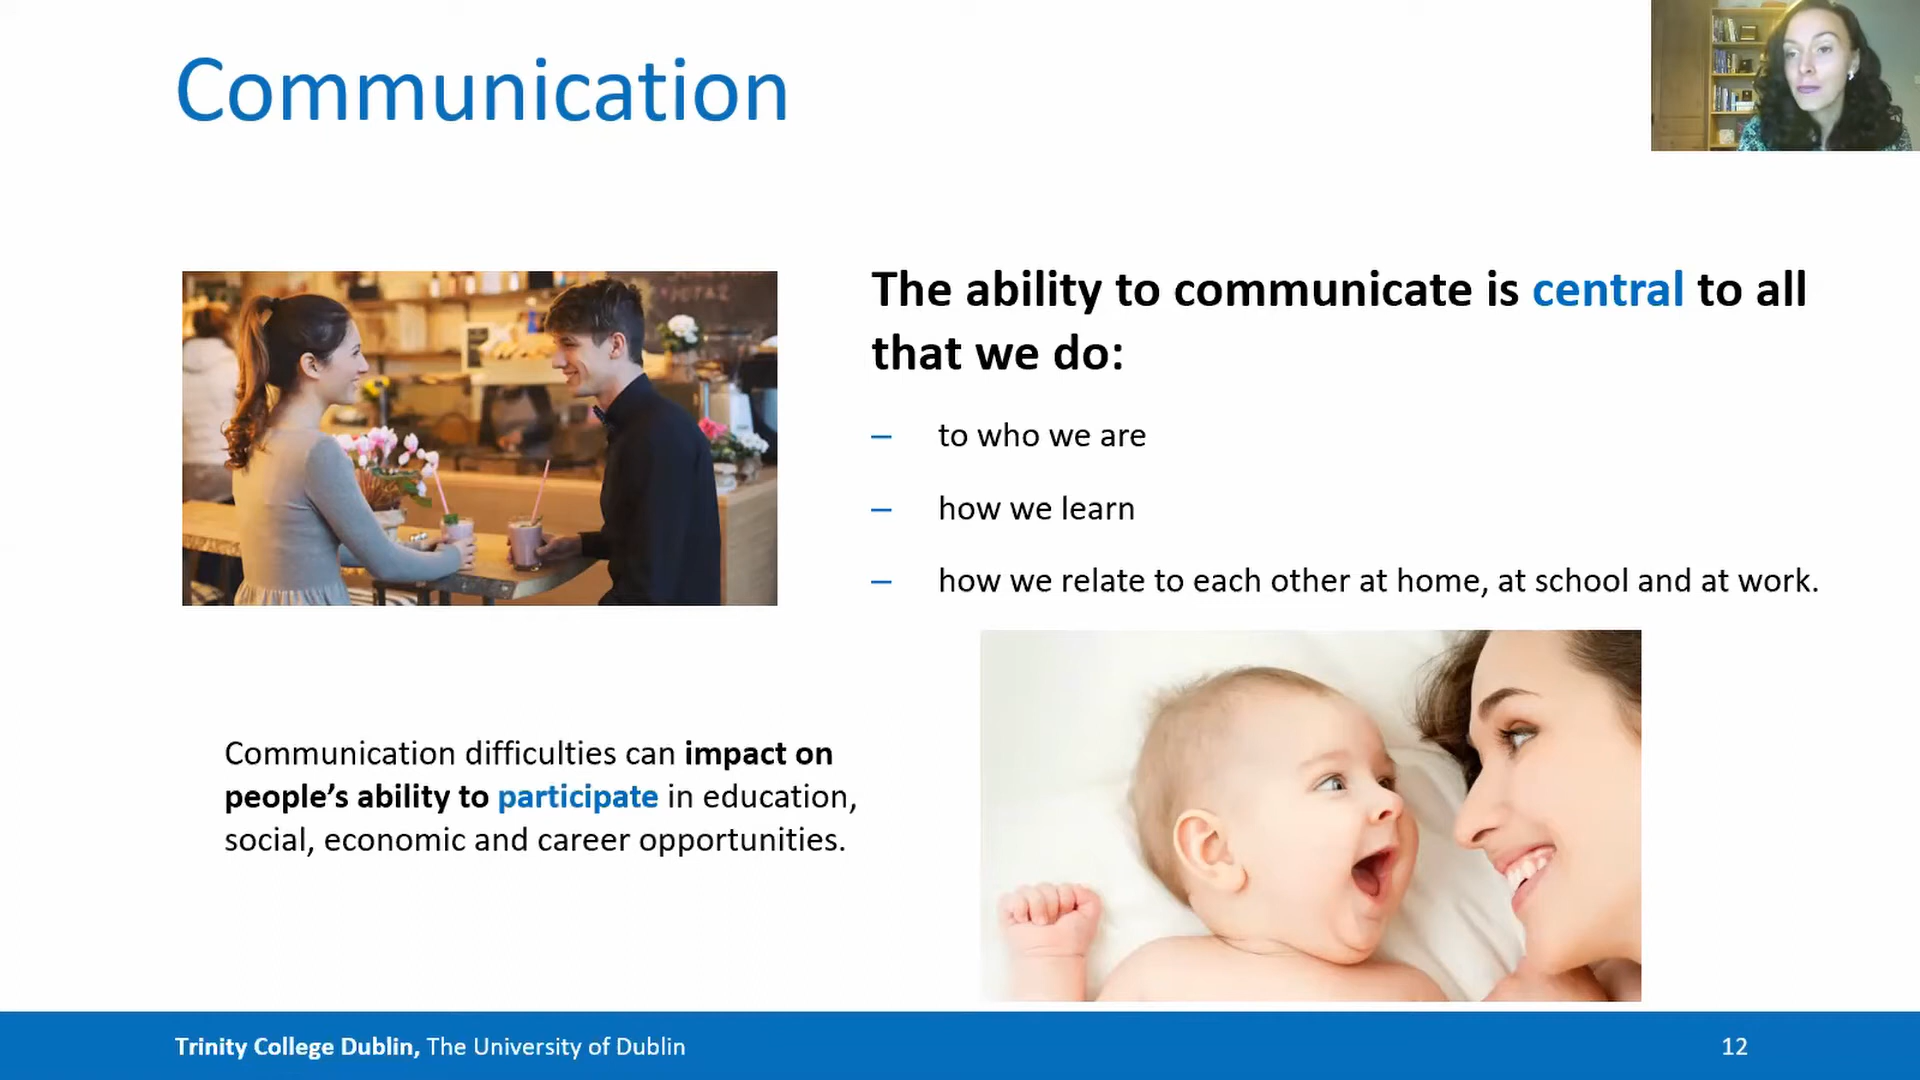 Communication
The ability to communicate is central to all
that we do:
– to who we are
– how we learn
– how we relate to each other at home, at school and at work.
Communication difficulties can impact on
people’s ability to participate in education,
social, economic and career opportunities.
Trinity College Dublin, The University of Dublin
12